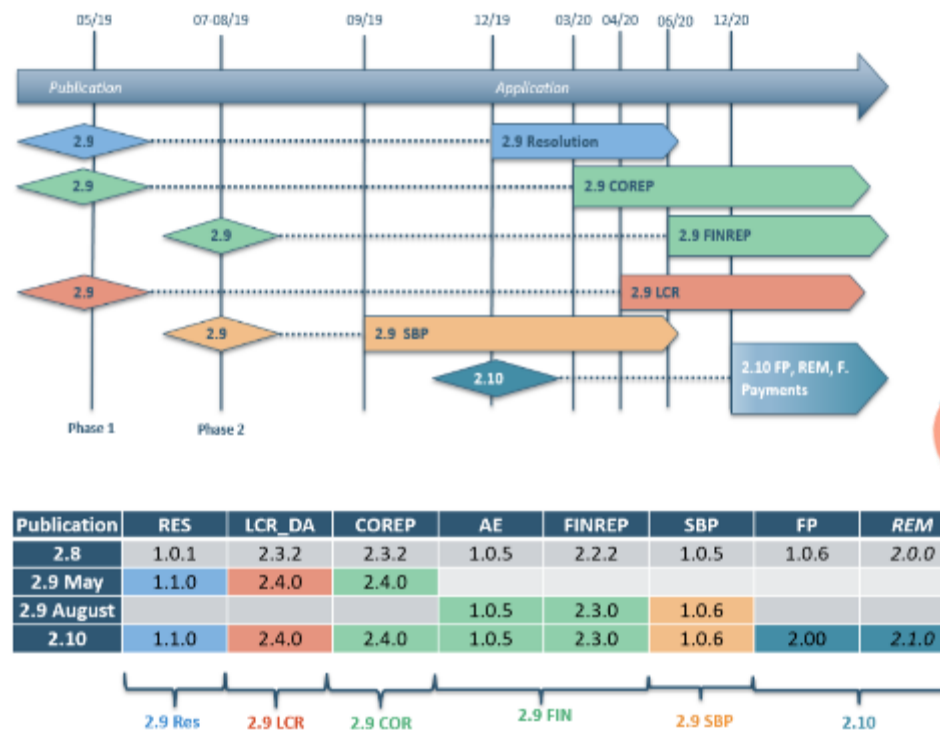 05/19 07-08/19 09/19 12/19 03/20 04/20 06/20 12/20
Publication Application
2.9 2.9 Resolution
2.9 2.9 COREP
2.9 2.9 FINREP
2.9 2.9 LCR
2.9 2.9 SBP
2.10 2.10 FP, REM, F.
Payments
Phase 1 Phase 2
Publication RES LCR_DA COREP AE FINREP SBP FP REM
2.8 1.0.1 2.3.2 2.3.2 1.0.5 2.2.2 1.0.5 1.0.6 2.0.0
2.9 May 1.1.0 2.4.0 2.4.0
2.9 August 1.0.5 2.3.0 1.0.6
2.10 1.1.0 2.4.0 2.4.0 1.0.5 2.3.0 1.0.6 2.00 2.1.0
2.9 Res 2.9 LCR 2.9 COR 2.9 FIN 2.9 SBP 2.10